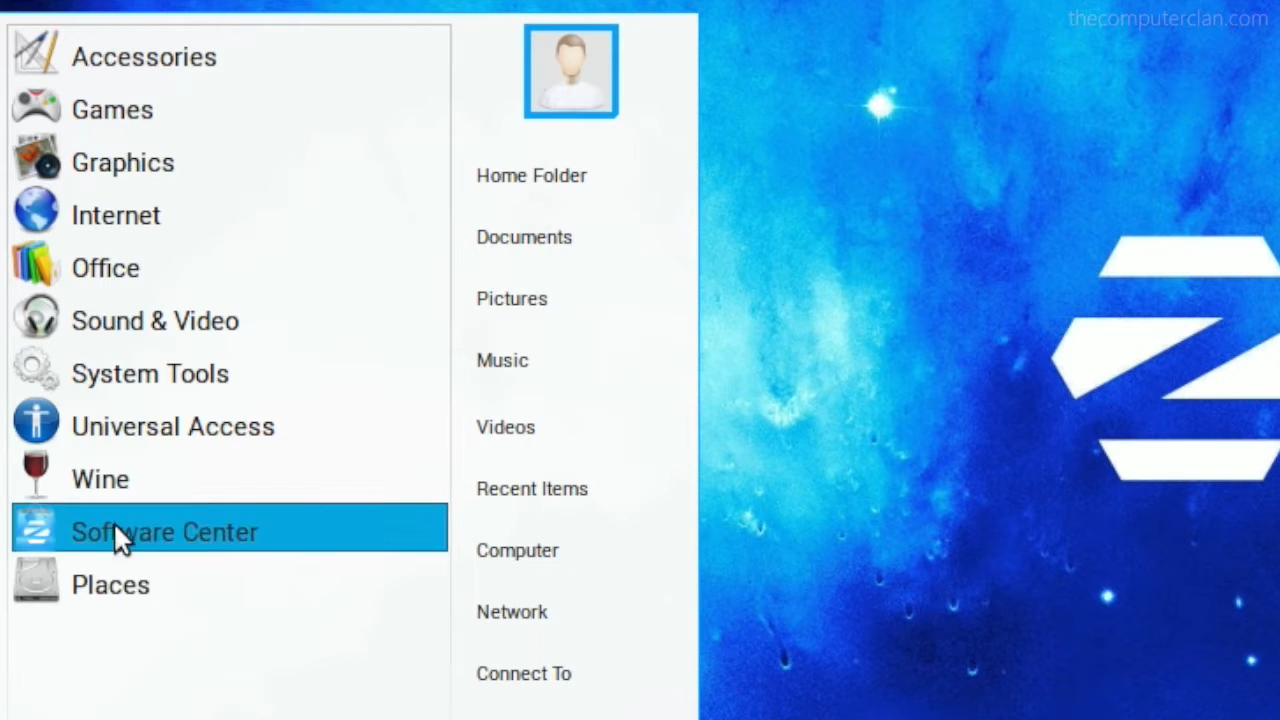 thecomputerclan.com
Accessories
Games
Graphics
Internet
Office
Sound & Video
System Tools
Universal Access
Wine
Software Center
Places
Home Folder
Documents
Pictures
Music
Videos
Recent Items
Computer
Network
Connect To